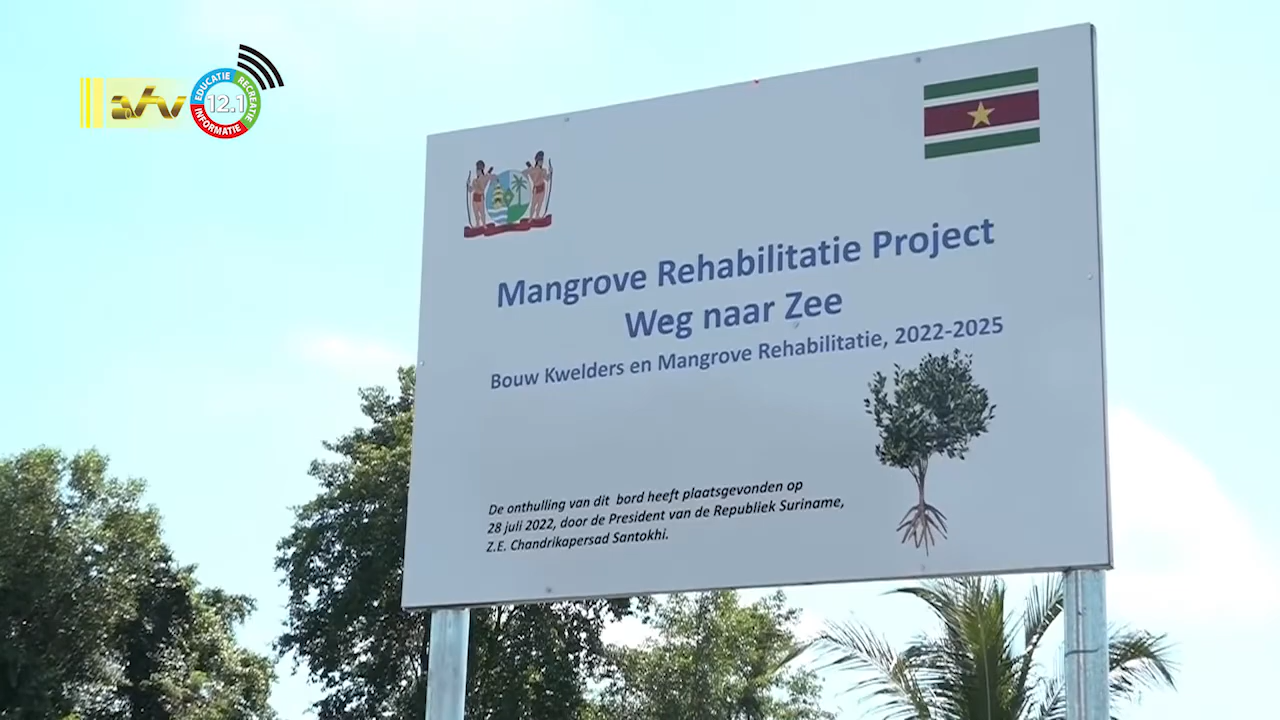 atv
EDUCATIE RECREATIE INFORMATIE
12.1
Mangrove Rehabilitatie Project
Weg naar Zee
Bouw Kwelders en Mangrove Rehabilitatie, 2022-2025
De onthulling van dit bord heeft plaatsgevonden op
28 juli 2022, door de President van de Republiek Suriname,
Z.E. Chandrikapersad Santokhi.